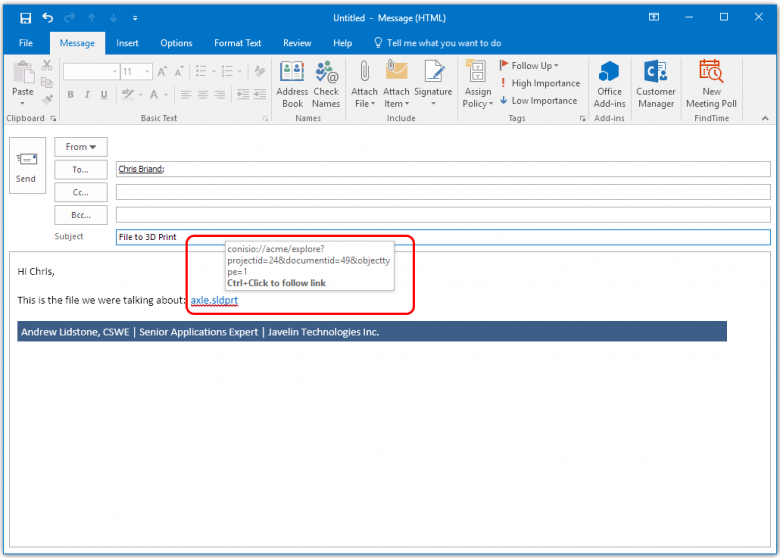 Untitled - Message (HTML)
File Message Insert Options Format Text Review Help Tell me what you want to do
Paste
Clipboard
11
B I U A
Basic Text
Address Book
Check Names
Names
Attach File
Attach Item
Signature
Include
Assign Policy
Follow Up
High Importance
Low Importance
Tags
Office Add-ins
Add-ins
Customer Manager
New Meeting Poll
FindTime
Send
From
To... Chris Briand;
Cc...
Bcc...
Subject File to 3D Print
conisio://acme/explore?
projectid=24&documentid=49&objectty
pe=1
Ctrl+Click to follow link
Hi Chris,
This is the file we were talking about: axle.sldprt
Andrew Lidstone, CSWE | Senior Applications Expert | Javelin Technologies Inc.